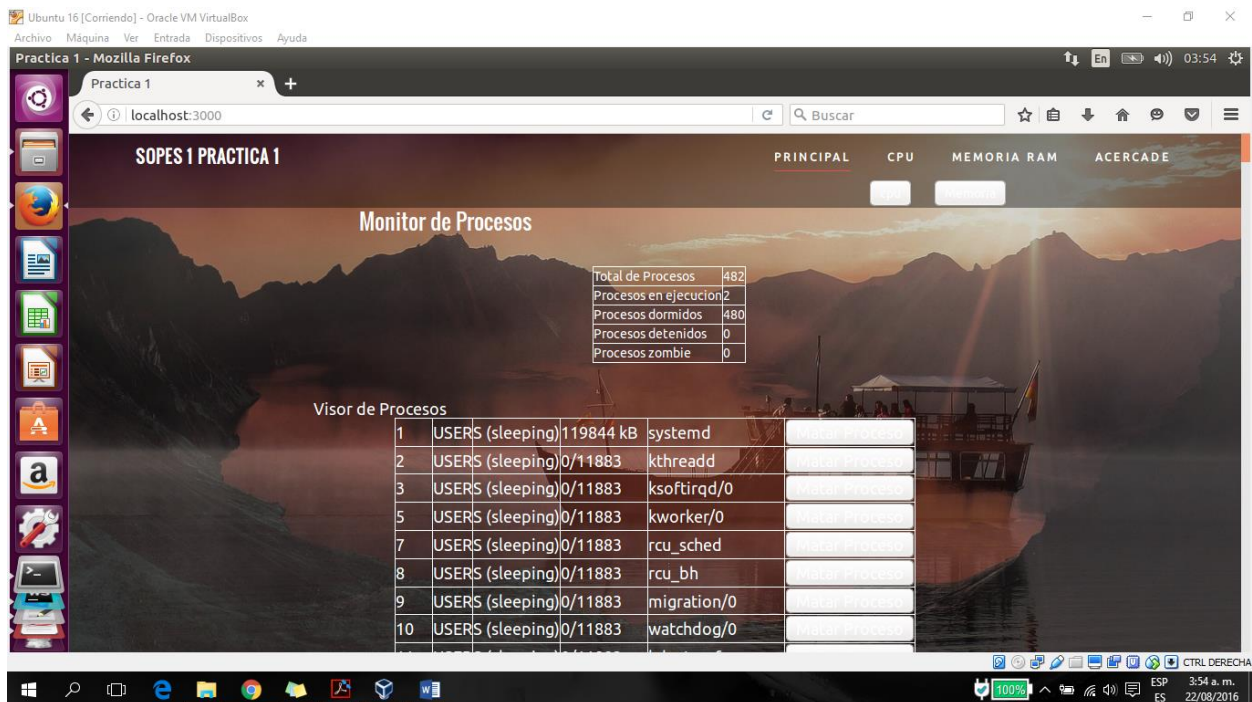 Ubuntu 16 [Corriendo] - Oracle VM VirtualBox
Archivo Máquina Ver Entrada Dispositivos Ayuda
Practica 1 - Mozilla Firefox
En 03:54
Practica 1
localhost:3000
Buscar
SOPES 1 PRACTICA 1
PRINCIPAL CPU MEMORIA RAM ACERCADE
Monitor de Procesos
Total de Procesos 482
Procesos en ejecucion 2
Procesos dormidos 480
Procesos detenidos 0
Procesos zombie 0
Visor de Procesos
1 USERS (sleeping) 119844 kB systemd Matar Proceso
2 USERS (sleeping) 0/11883 kthreadd Matar Proceso
3 USERS (sleeping) 0/11883 ksoftirqd/0 Matar Proceso
5 USERS (sleeping) 0/11883 kworker/0 Matar Proceso
7 USERS (sleeping) 0/11883 rcu_sched Matar Proceso
8 USERS (sleeping) 0/11883 rcu_bh Matar Proceso
9 USERS (sleeping) 0/11883 migration/0 Matar Proceso
10 USERS (sleeping) 0/11883 watchdog/0 Matar Proceso
CTRL DERECHA
100% ESP 3:54 a. m.
ES 22/08/2016